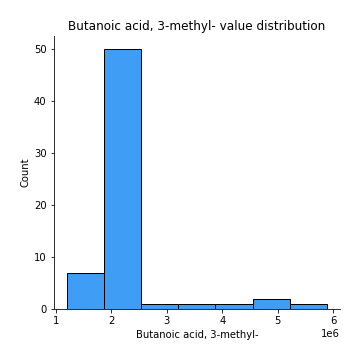 Butanoic acid, 3-methyl- value distribution
50
40
30
20
10
0
Count
1 2 3 4 5 6
1e6
Butanoic acid, 3-methyl-